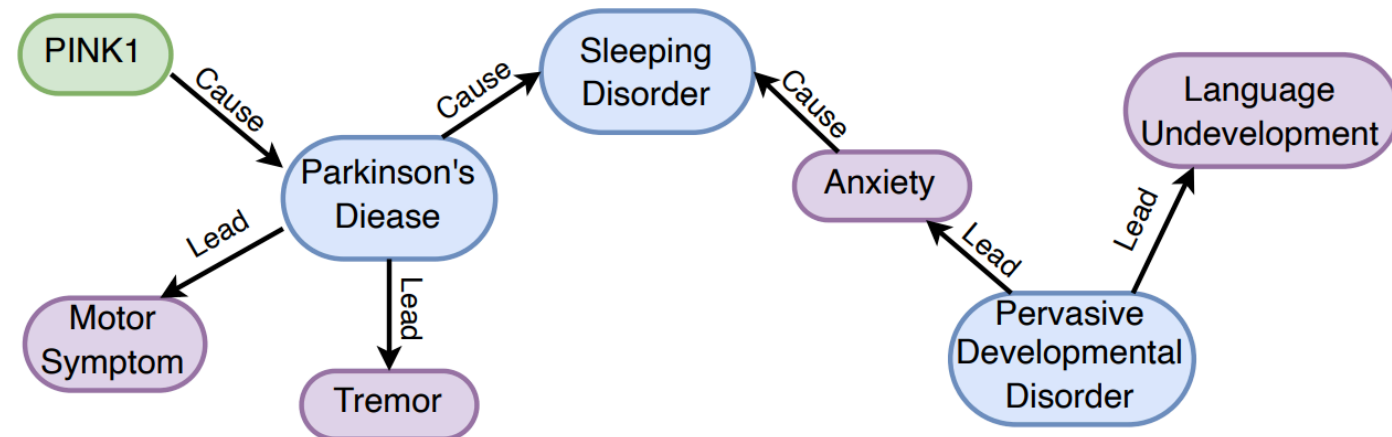 PINK1
Cause
Parkinson's
Diease
Cause
Sleeping
Disorder
Cause
Anxiety
Lead
Motor
Symptom
Lead
Tremor
Lead
Pervasive
Developmental
Disorder
Lead
Language
Undevelopment